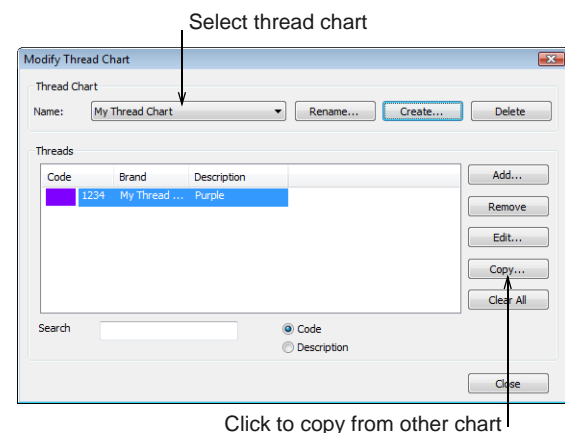 Select thread chart
Modify Thread Chart
Thread Chart
Name: My Thread Chart Rename... Create... Delete
Threads
Code Brand Description Add...
1234 My Thread ... Purple
Remove
Edit...
Copy...
Clear All
Search Code
Description
Close
Click to copy from other chart